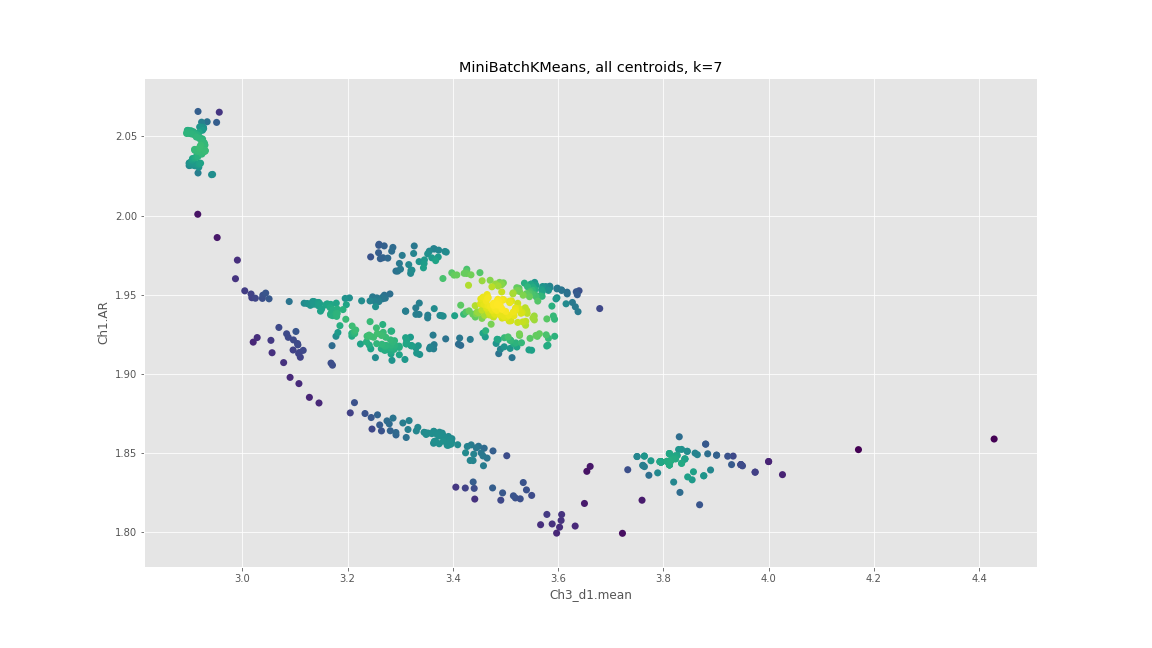 MiniBatchKMeans, all centroids, k=7
2.05
2.00
1.95
1.90
1.85
1.80
Ch1.AR
3.0 3.2 3.4 3.6 3.8 4.0 4.2 4.4
Ch3_d1.mean